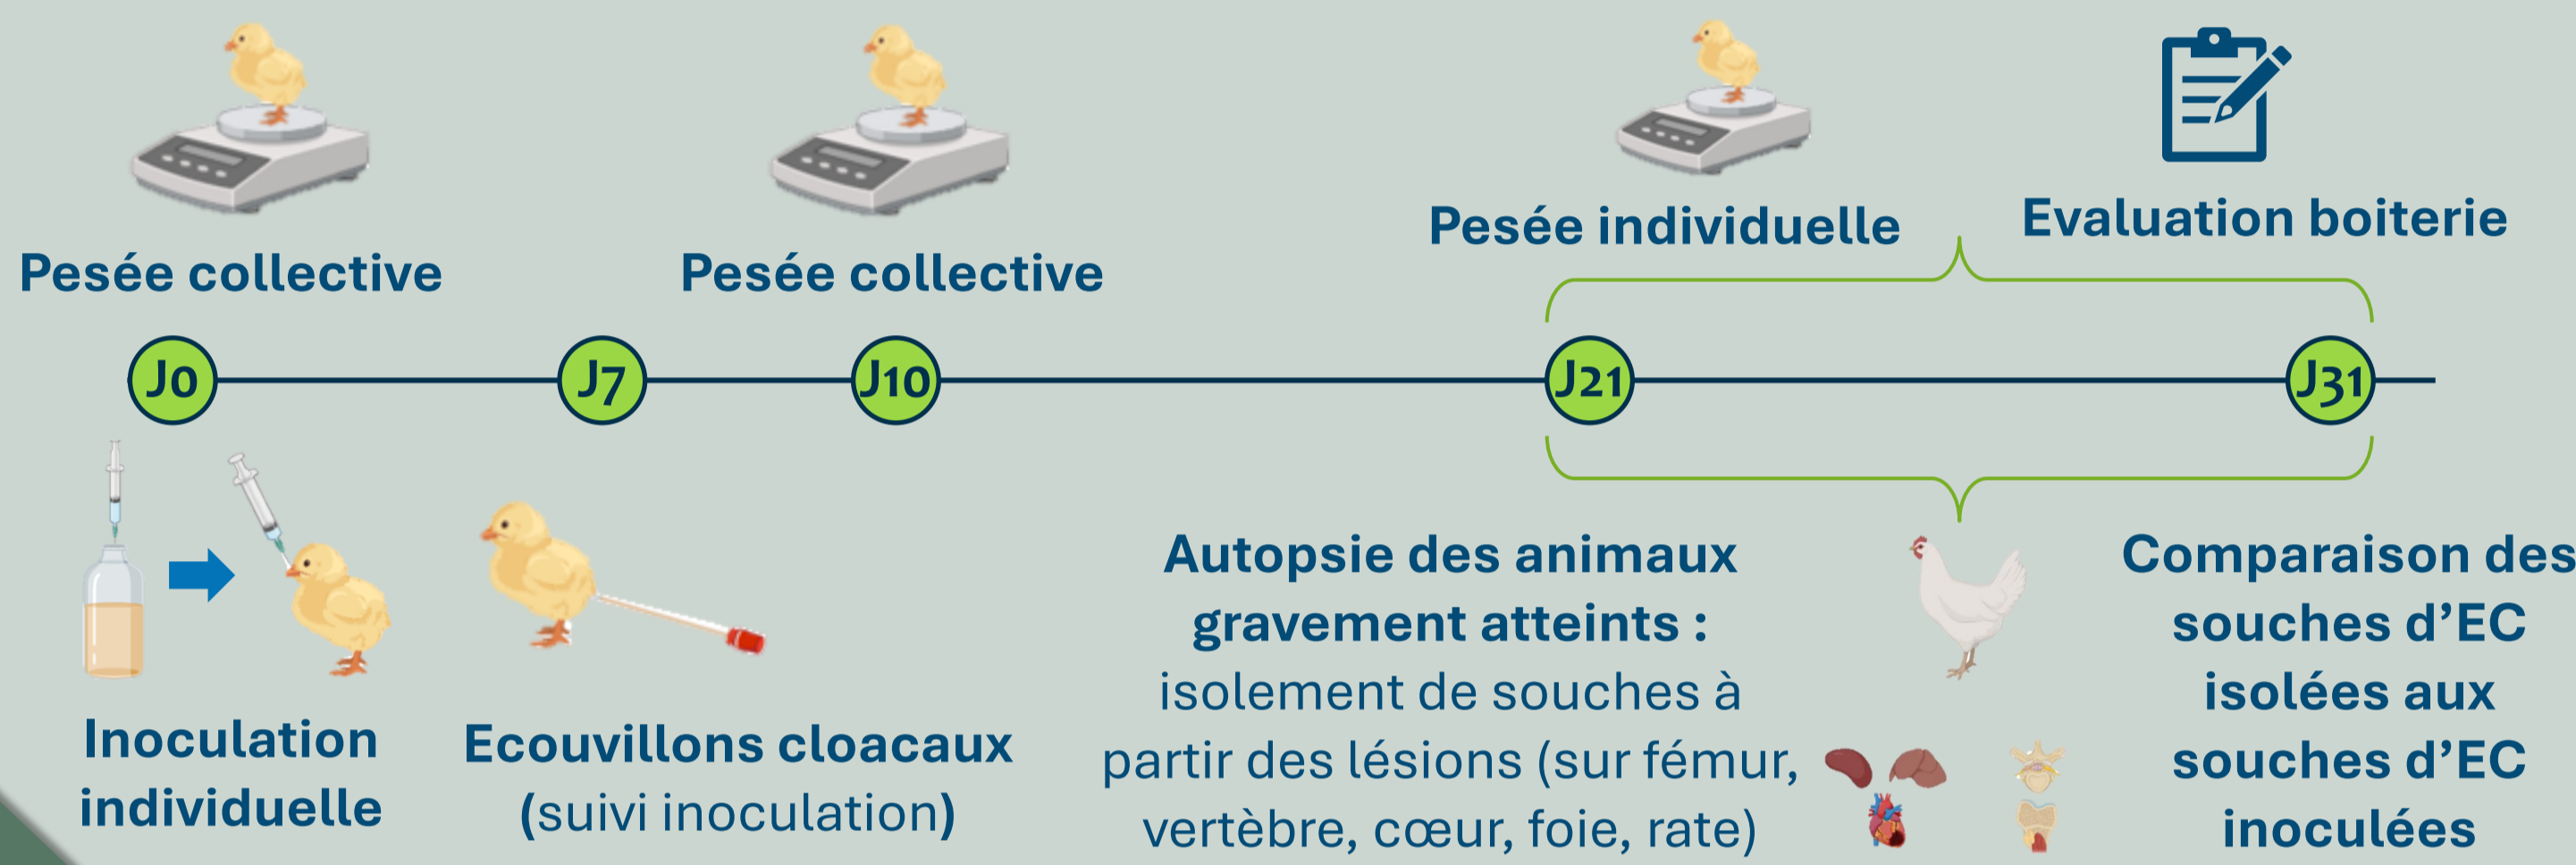 Pesée collective
Pesée collective
Pesée individuelle
Evaluation boiterie
J0
J7
J10
J21
J31
Inoculation
individuelle
Ecouvillons cloacaux
(suivi inoculation)
Autopsie des animaux
gravement atteints :
isolement de souches à
partir des lésions (sur fémur,
vertèbre, cœur, foie, rate)
Comparaison des
souches d’EC
isolées aux
souches d’EC
inoculées